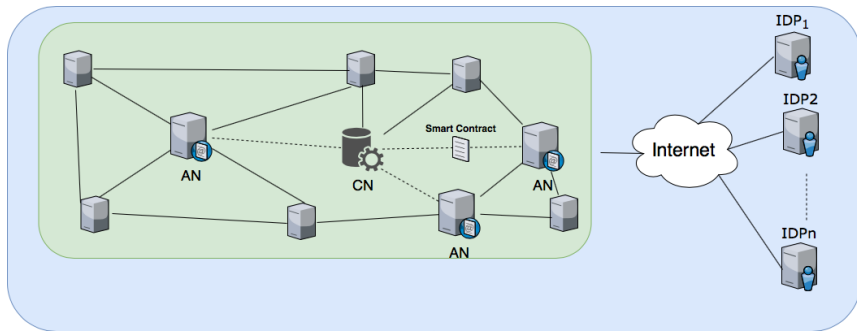 IDP₁
IDP2
Smart Contract
Internet
AN
CN
AN
IDPn
AN